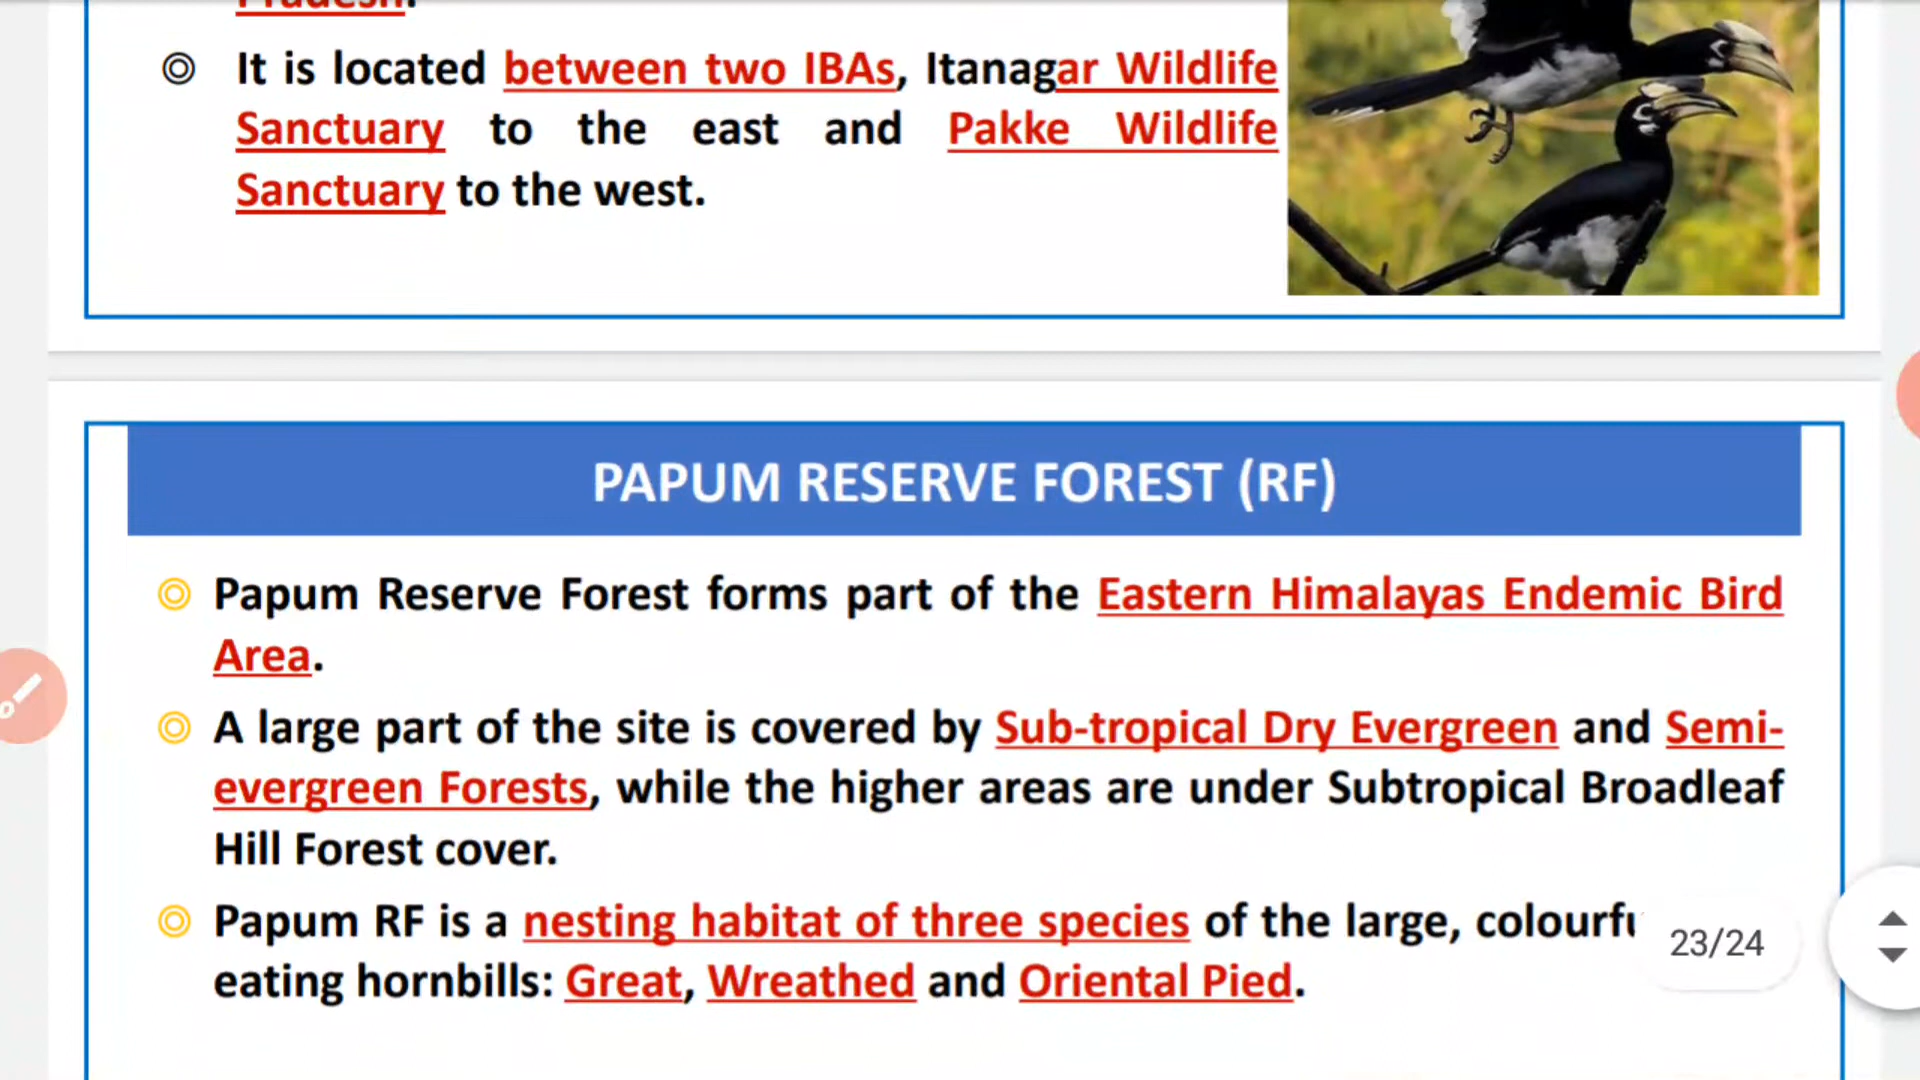 Pradesh.
◎ It is located between two IBAs, Itanagar Wildlife
Sanctuary to the east and Pakke Wildlife
Sanctuary to the west.
PAPUM RESERVE FOREST (RF)
◎ Papum Reserve Forest forms part of the Eastern Himalayas Endemic Bird
Area.
◎ A large part of the site is covered by Sub-tropical Dry Evergreen and Semi-
evergreen Forests, while the higher areas are under Subtropical Broadleaf
Hill Forest cover.
◎ Papum RF is a nesting habitat of three species of the large,
eating hornbills: Great, Wreathed and Oriental Pied.
23/24